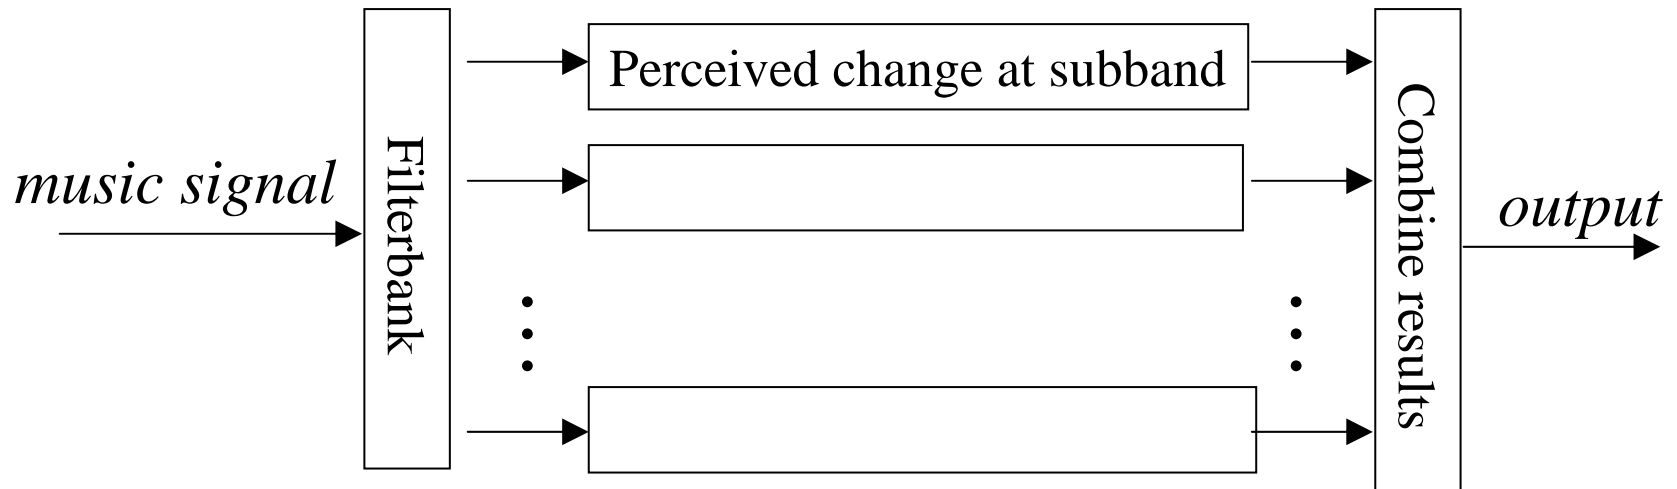 music signal
Filterbank
Perceived change at subband
Combine results
output